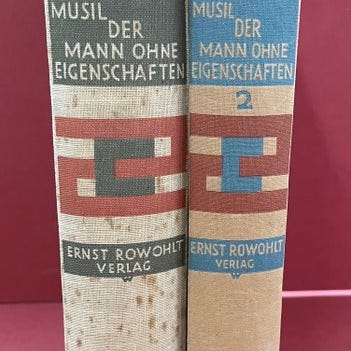 MUSIL
DER
MANN OHNE
EIGENSCHAFTEN
ERNST ROWOHLT
VERLAG
MUSIL
DER
MANN OHNE
EIGENSCHAFTEN
2
ERNST ROWOHLT
VERLAG